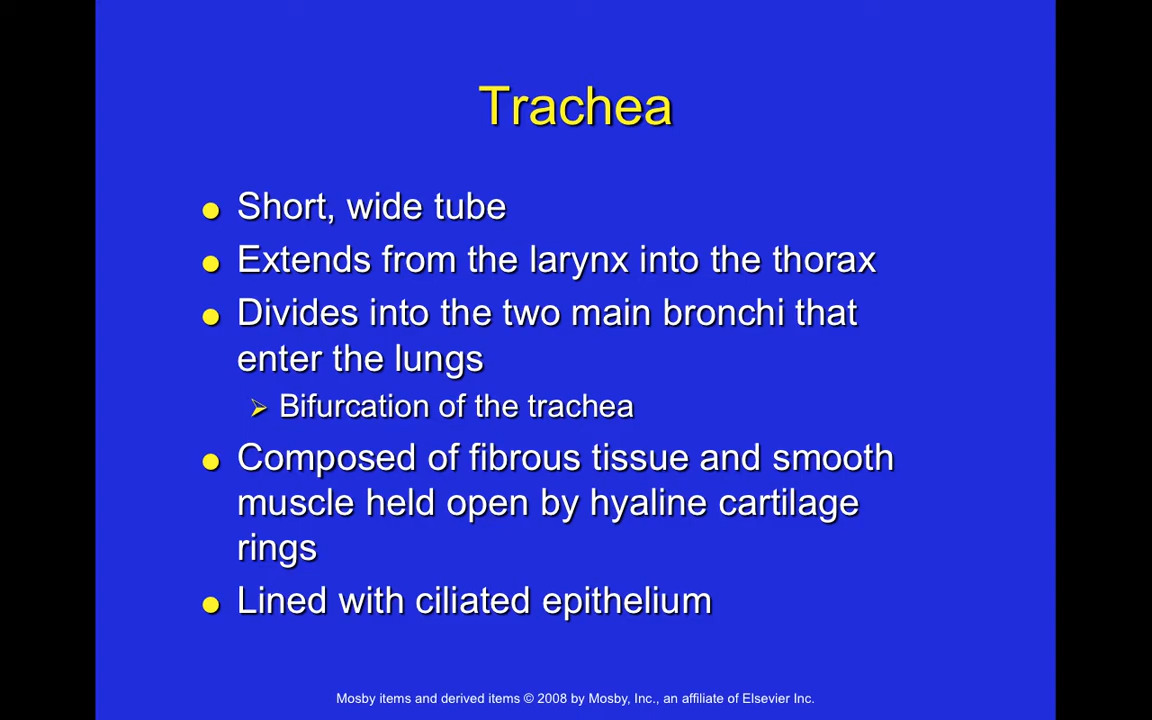 Trachea
Short, wide tube
Extends from the larynx into the thorax
Divides into the two main bronchi that
enter the lungs
Bifurcation of the trachea
Composed of fibrous tissue and smooth
muscle held open by hyaline cartilage
rings
Lined with ciliated epithelium
Mosby items and derived items © 2008 by Mosby, Inc., an affiliate of Elsevier Inc.